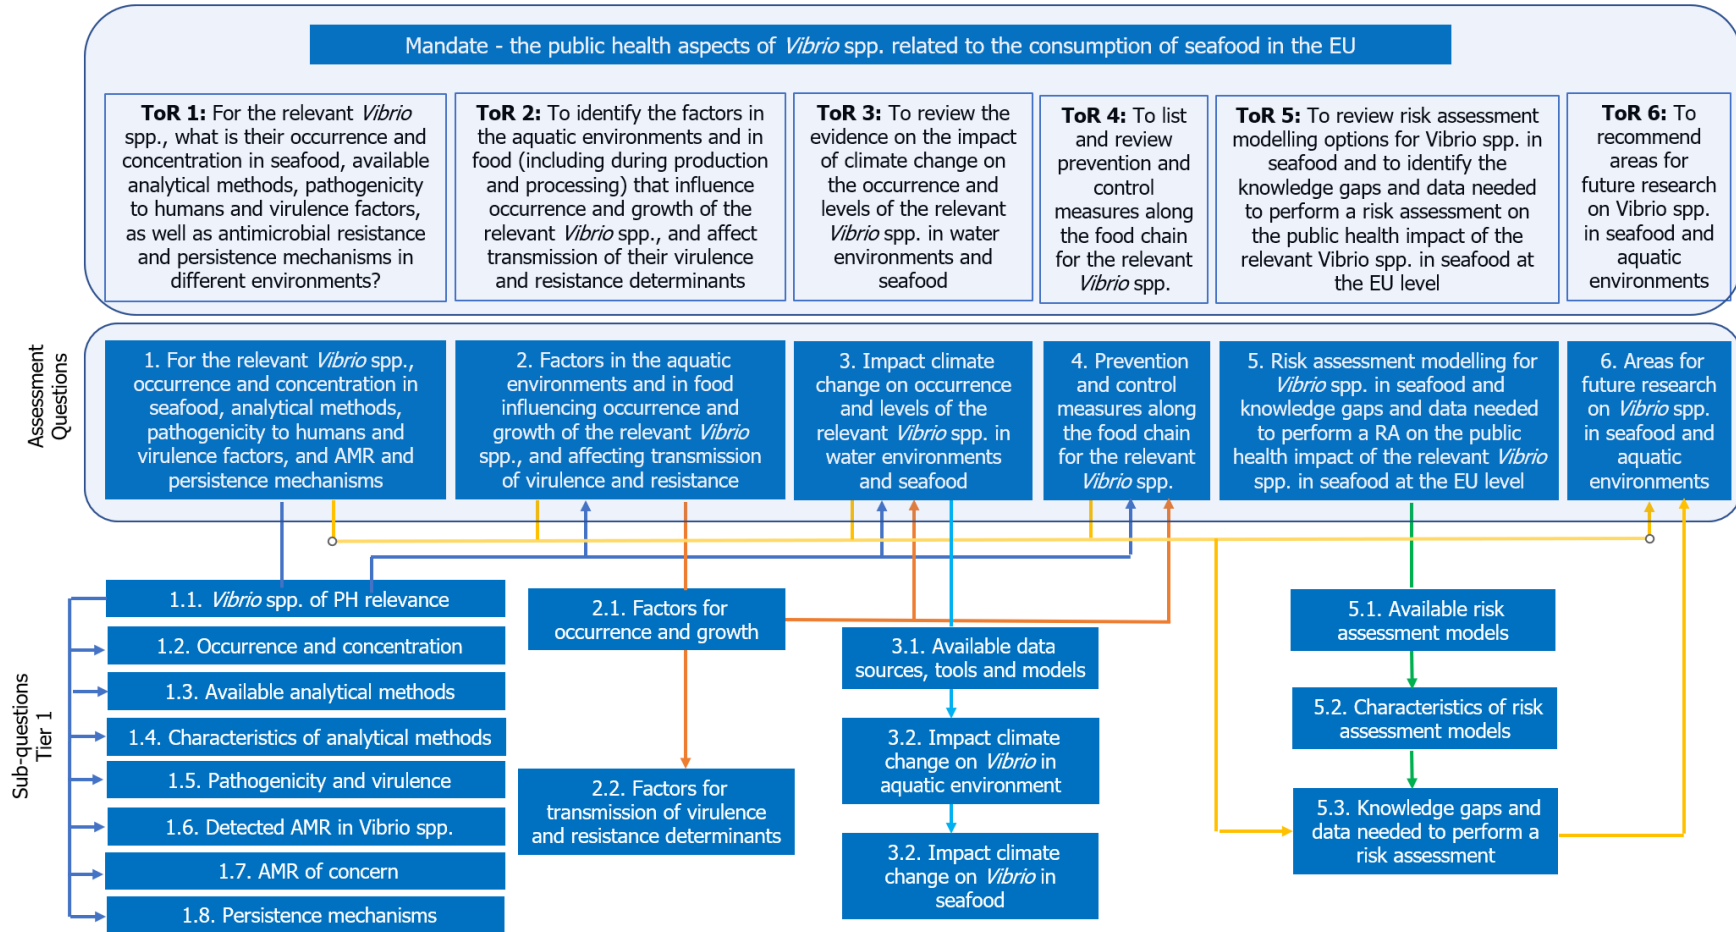 Mandate - the public health aspects of Vibrio spp. related to the consumption of seafood in the EU
ToR 1: For the relevant Vibrio
spp., what is their occurrence and
concentration in seafood, available
analytical methods, pathogenicity
to humans and virulence factors,
as well as antimicrobial resistance
and persistence mechanisms in
different environments?
ToR 2: To identify the factors in
the aquatic environments and in
food (including during production
and processing) that influence
occurrence and growth of the
relevant Vibrio spp., and affect
transmission of their virulence
and resistance determinants
ToR 3: To review the
evidence on the impact
of climate change on
the occurrence and
levels of the relevant
Vibrio spp. in water
environments and
seafood
ToR 4: To list
and review
prevention and
control
measures along
the food chain
for the relevant
Vibrio spp.
ToR 5: To review risk assessment
modelling options for Vibrio spp. in
seafood and to identify the
knowledge gaps and data needed
to perform a risk assessment on
the public health impact of the
relevant Vibrio spp. in seafood at
the EU level
ToR 6: To
recommend
areas for
future research
on Vibrio spp.
in seafood and
aquatic
environments
Assessment
Questions
1. For the relevant Vibrio spp.,
occurrence and concentration in
seafood, analytical methods,
pathogenicity to humans and
virulence factors, and AMR and
persistence mechanisms
2. Factors in the aquatic
environments and in food
influencing occurrence and
growth of the relevant Vibrio
spp., and affecting transmission
of virulence and resistance
3. Impact climate
change on occurrence
and levels of the
relevant Vibrio spp. in
water environments
and seafood
4. Prevention
and control
measures along
the food chain
for the relevant
Vibrio spp.
5. Risk assessment modelling for
Vibrio spp. in seafood and
knowledge gaps and data needed
to perform a RA on the public
health impact of the relevant Vibrio
spp. in seafood at the EU level
6. Areas for
future research
on Vibrio spp.
in seafood and
aquatic
environments
Sub-questions
Tier 1
1.1. Vibrio spp. of PH relevance
1.2. Occurrence and concentration
1.3. Available analytical methods
1.4. Characteristics of analytical methods
1.5. Pathogenicity and virulence
1.6. Detected AMR in Vibrio spp.
1.7. AMR of concern
1.8. Persistence mechanisms
2.1. Factors for
occurrence and growth
2.2. Factors for
transmission of virulence
and resistance determinants
3.1. Available data
sources, tools and models
3.2. Impact climate
change on Vibrio in
aquatic environment
3.2. Impact climate
change on Vibrio in
seafood
5.1. Available risk
assessment models
5.2. Characteristics of risk
assessment models
5.3. Knowledge gaps and
data needed to perform a
risk assessment